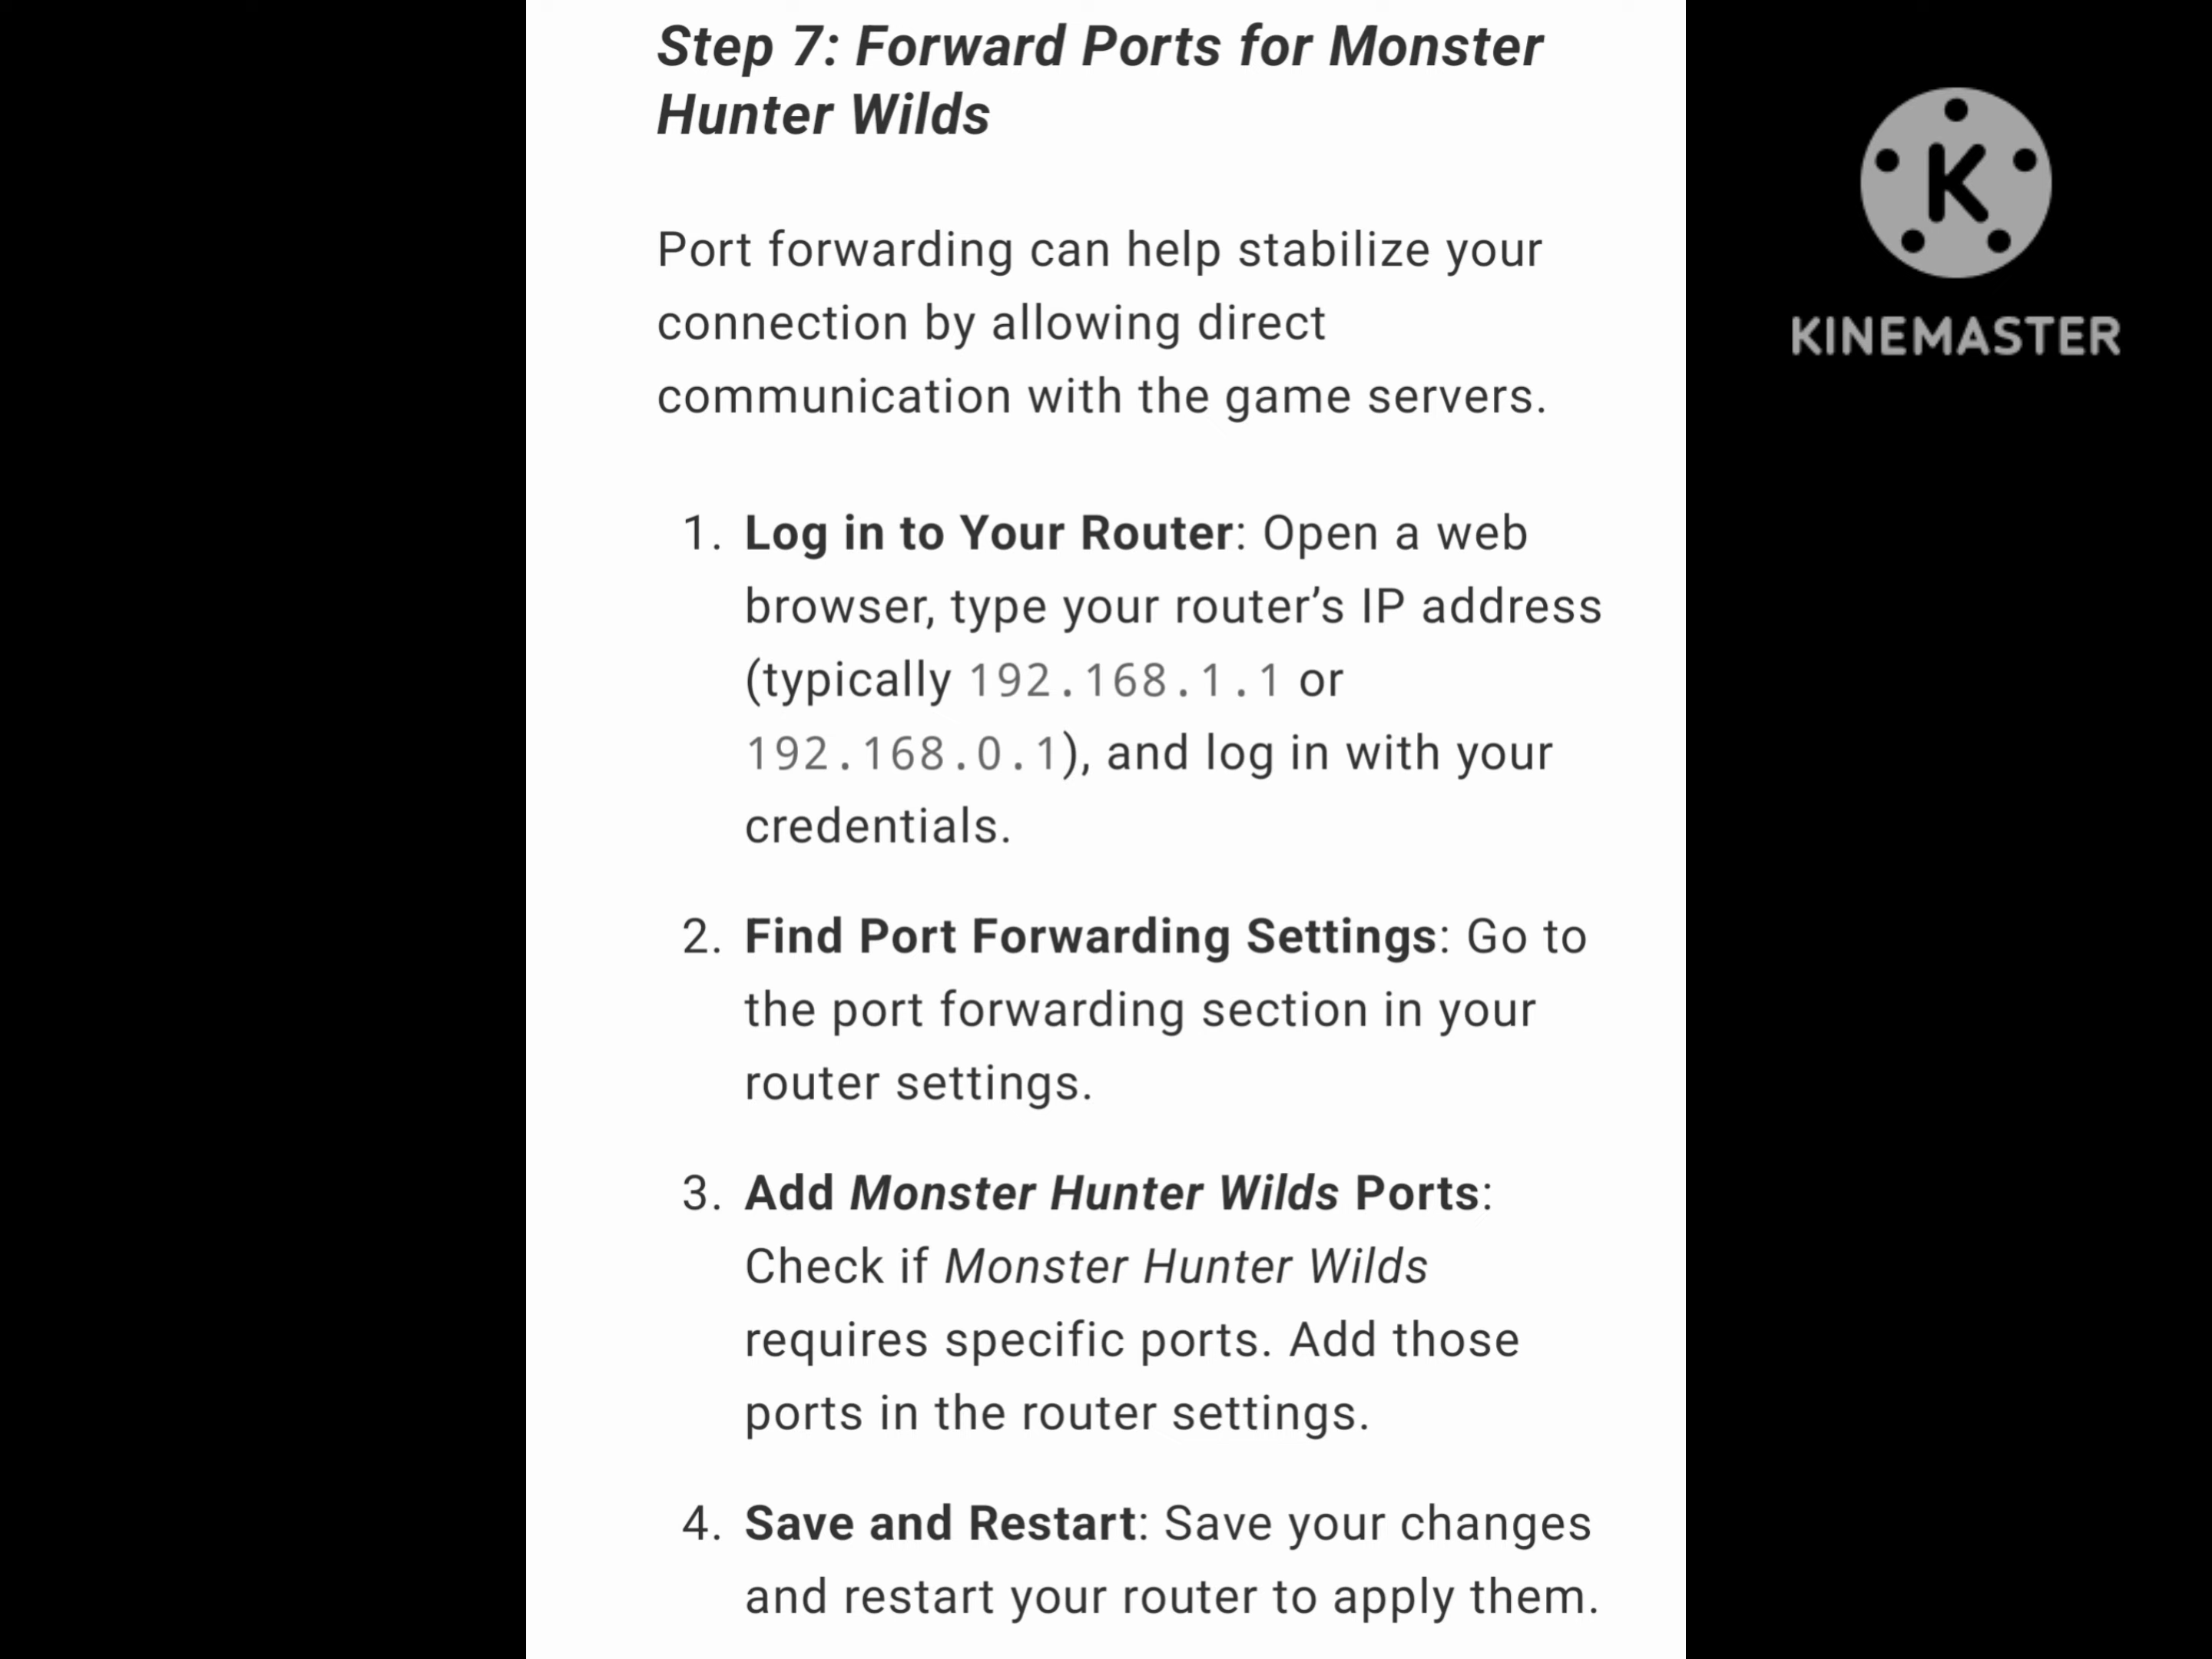 Step 7: Forward Ports for Monster
Hunter Wilds
Port forwarding can help stabilize your
connection by allowing direct
communication with the game servers.
1. Log in to Your Router: Open a web
browser, type your router’s IP address
(typically 192.168.1.1 or
192.168.0.1), and log in with your
credentials.
2. Find Port Forwarding Settings: Go to
the port forwarding section in your
router settings.
3. Add Monster Hunter Wilds Ports:
Check if Monster Hunter Wilds
requires specific ports. Add those
ports in the router settings.
4. Save and Restart: Save your changes
and restart your router to apply them.
K
KINEMASTER